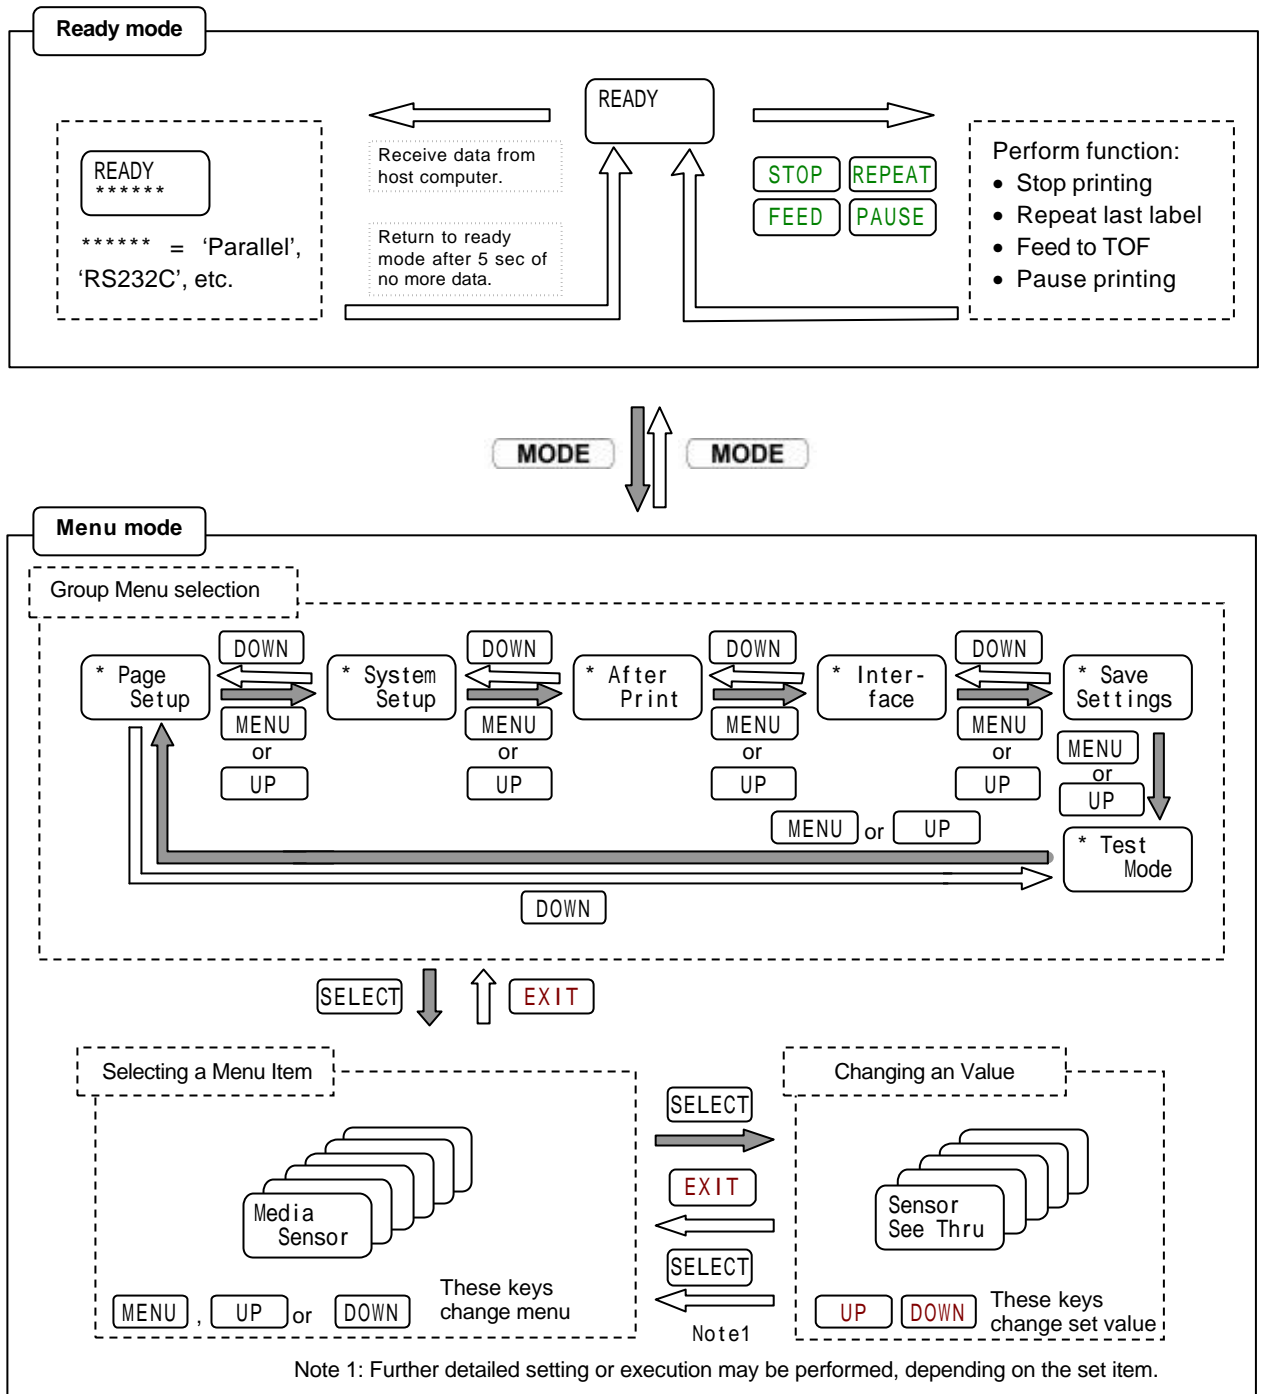 Ready mode
READY
READY
******
****** = ‘Parallel’,
‘RS232C’, etc.
Receive data from
host computer.
Return to ready
mode after 5 sec of
no more data.
STOP REPEAT
FEED PAUSE
Perform function:
• Stop printing
• Repeat last label
• Feed to TOF
• Pause printing
MODE MODE
Menu mode
Group Menu selection
DOWN DOWN DOWN DOWN
* Page
Setup
* System
Setup
* After
Print
* Inter-
face
* Save
Settings
MENU MENU MENU MENU
or or or or
UP UP UP UP
MENU
or
UP
MENU or UP
* Test
Mode
DOWN
SELECT EXIT
Selecting a Menu Item
Media
Sensor
MENU , UP or DOWN
These keys
change menu
SELECT
EXIT
SELECT
Note1
Changing an Value
Sensor
See Thru
UP DOWN
These keys
change set value
Note 1: Further detailed setting or execution may be performed, depending on the set item.